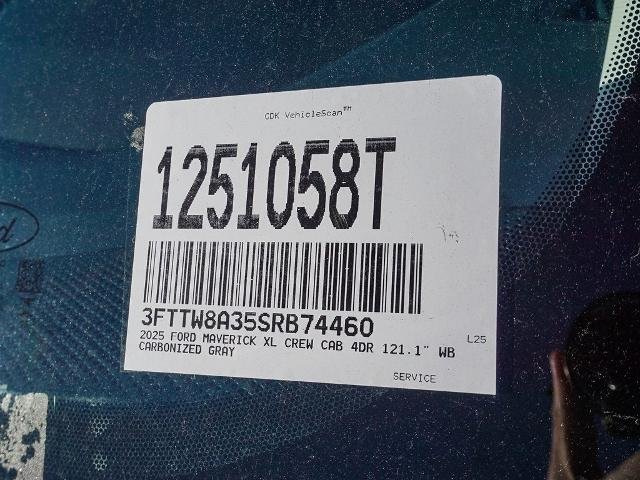 CDK VehicleScan™
1251058T
3FTTW8A35SRB74460
2025 FORD MAVERICK XL CREW CAB 4DR 121.1" WB
CARBONIZED GRAY
L25
SERVICE